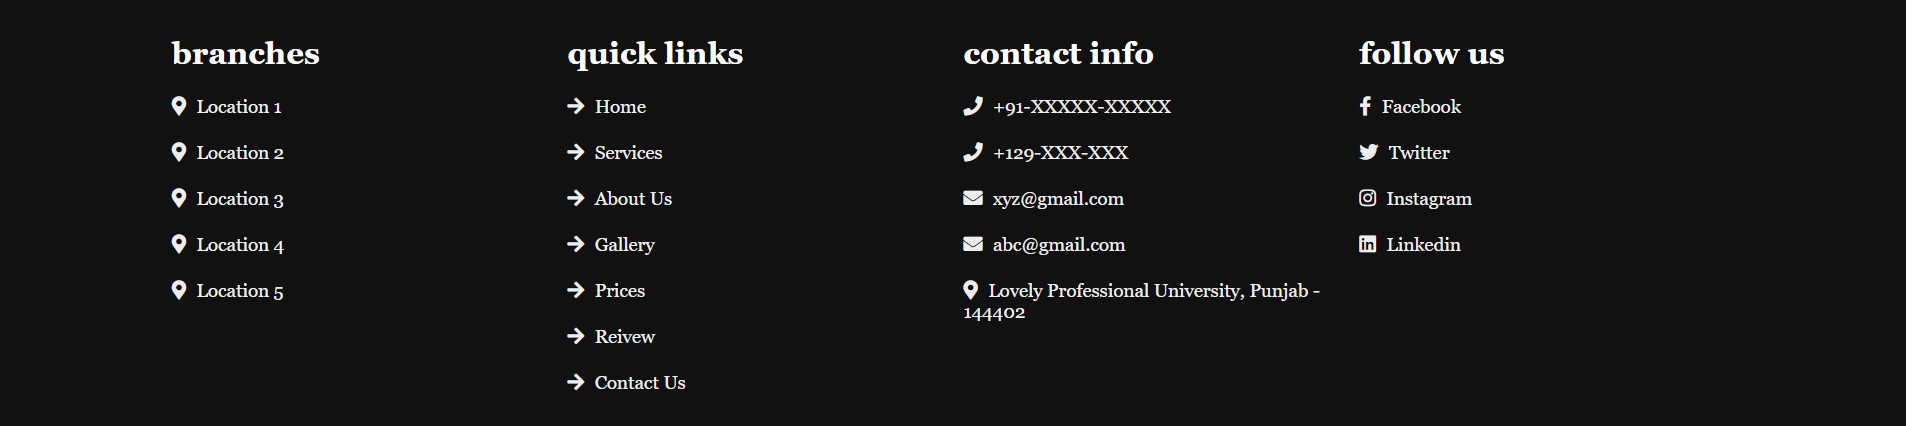 branches
Location 1
Location 2
Location 3
Location 4
Location 5
quick links
Home
Services
About Us
Gallery
Prices
Reivew
Contact Us
contact info
+91-XXXXX-XXXXX
+129-XXX-XXX
xyz@gmail.com
abc@gmail.com
Lovely Professional University, Punjab -
144402
follow us
Facebook
Twitter
Instagram
Linkedin